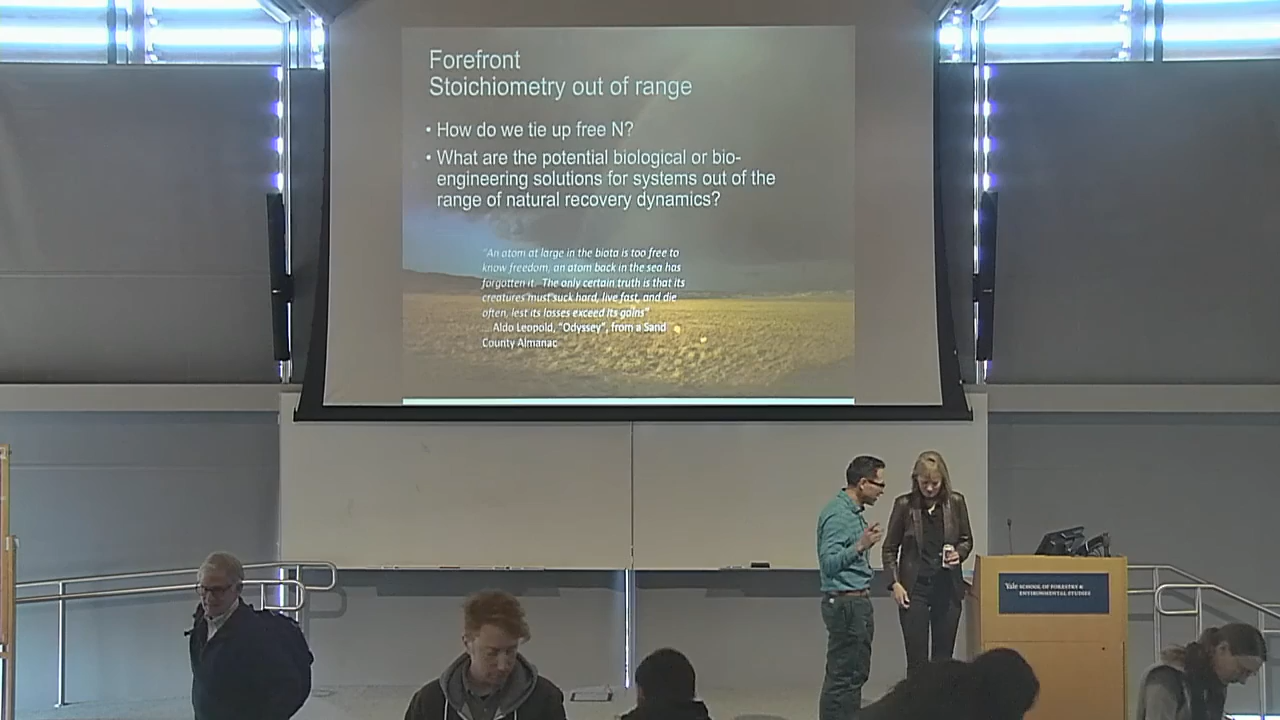 Forefront
Stoichiometry out of range
• How do we tie up free N?
• What are the potential biological or bio-
engineering solutions for systems out of the
range of natural recovery dynamics?
"An atom at large in the biota is too free to
know freedom; an atom back in the sea has
forgotten it. The only certain truth is that its
creatures must suck hard, live fast, and die
often, lest its losses exceed its gains"
... Aldo Leopold, "Odyssey", from a Sand
County Almanac
Yale SCHOOL OF FORESTRY &
ENVIRONMENTAL STUDIES